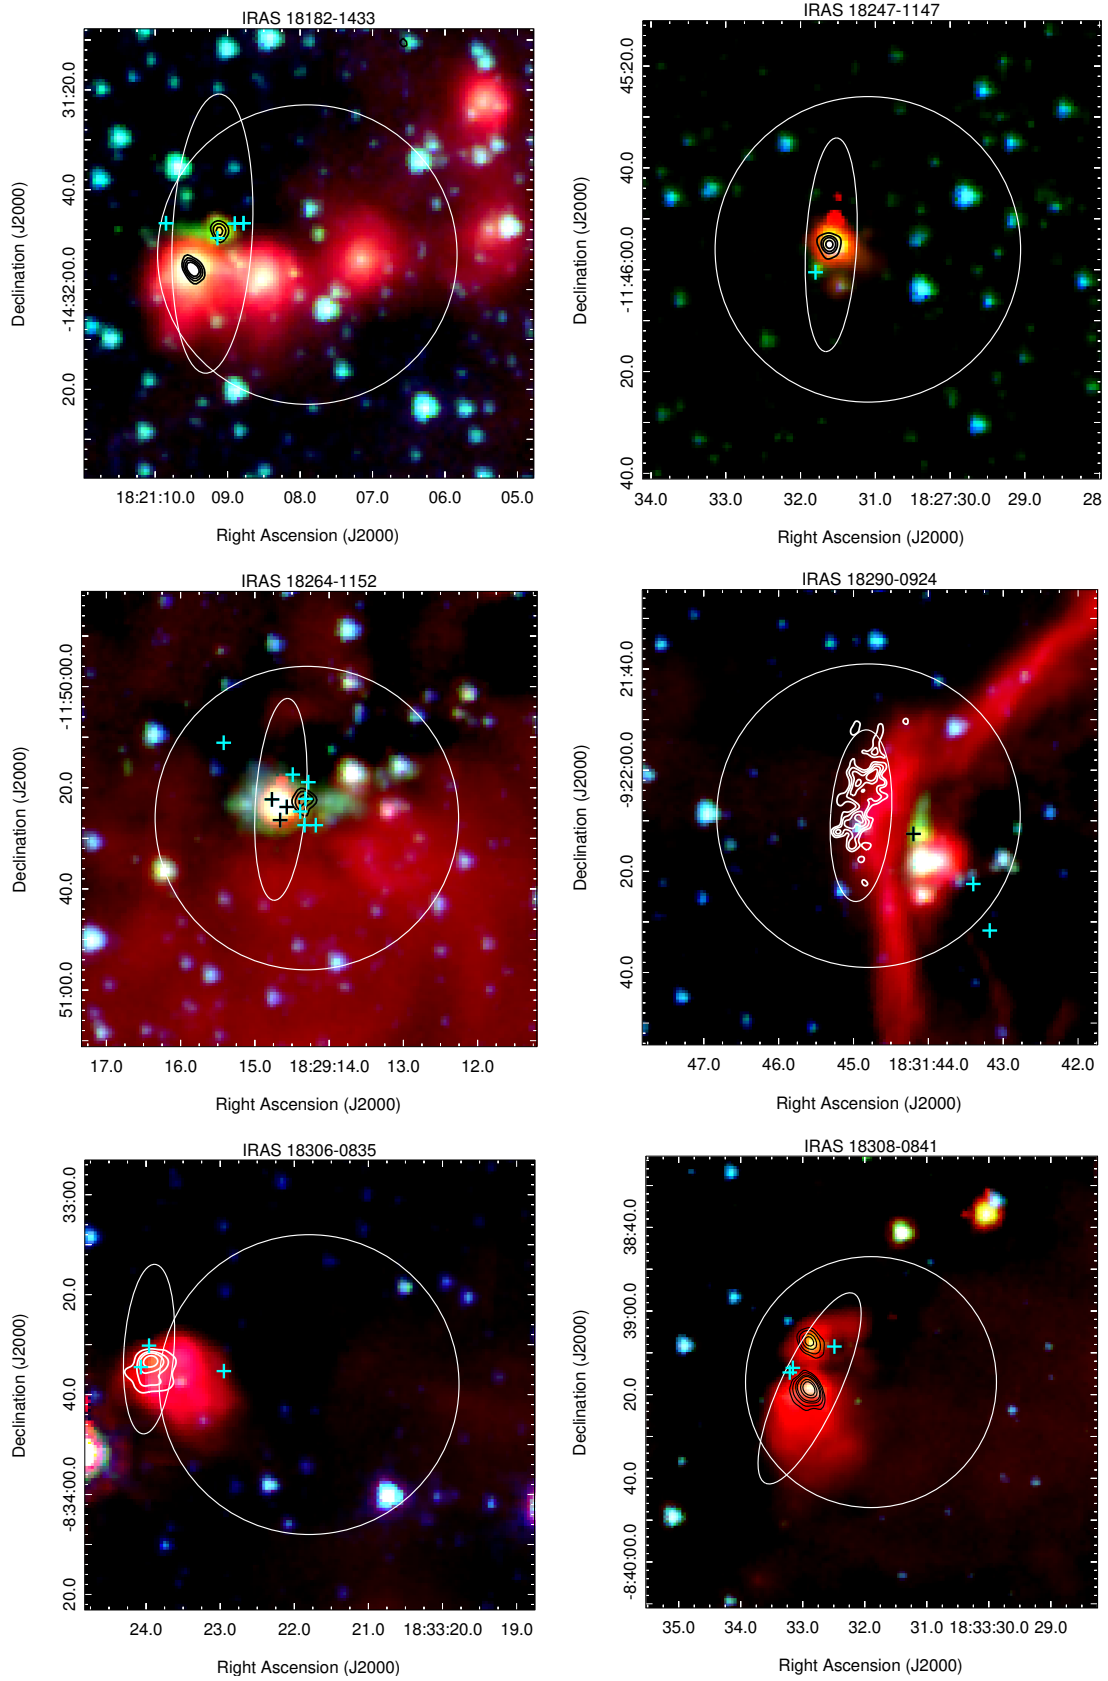 IRAS 18182-1433
Declination (J2000)
31:20.0
40.0
-14:32:00.0
20.0
18:21:10.0 09.0 08.0 07.0 06.0 05.0
Right Ascension (J2000)
IRAS 18247-1147
Declination (J2000)
45:20.0
40.0
-11:46:00.0
20.0
40.0
34.0 33.0 32.0 31.0 18:27:30.0 29.0 28
Right Ascension (J2000)
IRAS 18264-1152
Declination (J2000)
-11:50:00.0
20.0
40.0
51:00.0
17.0 16.0 15.0 18:29:14.0 13.0 12.0
Right Ascension (J2000)
IRAS 18290-0924
Declination (J2000)
21:40.0
-9:22:00.0
20.0
40.0
47.0 46.0 45.0 18:31:44.0 43.0 42.0
Right Ascension (J2000)
IRAS 18306-0835
Declination (J2000)
33:00.0
20.0
40.0
-8:34:00.0
20.0
24.0 23.0 22.0 21.0 18:33:20.0 19.0
Right Ascension (J2000)
IRAS 18308-0841
Declination (J2000)
38:40.0
39:00.0
20.0
40.0
-8:40:00.0
35.0 34.0 33.0 32.0 31.0 18:33:30.0 29.0
Right Ascension (J2000)